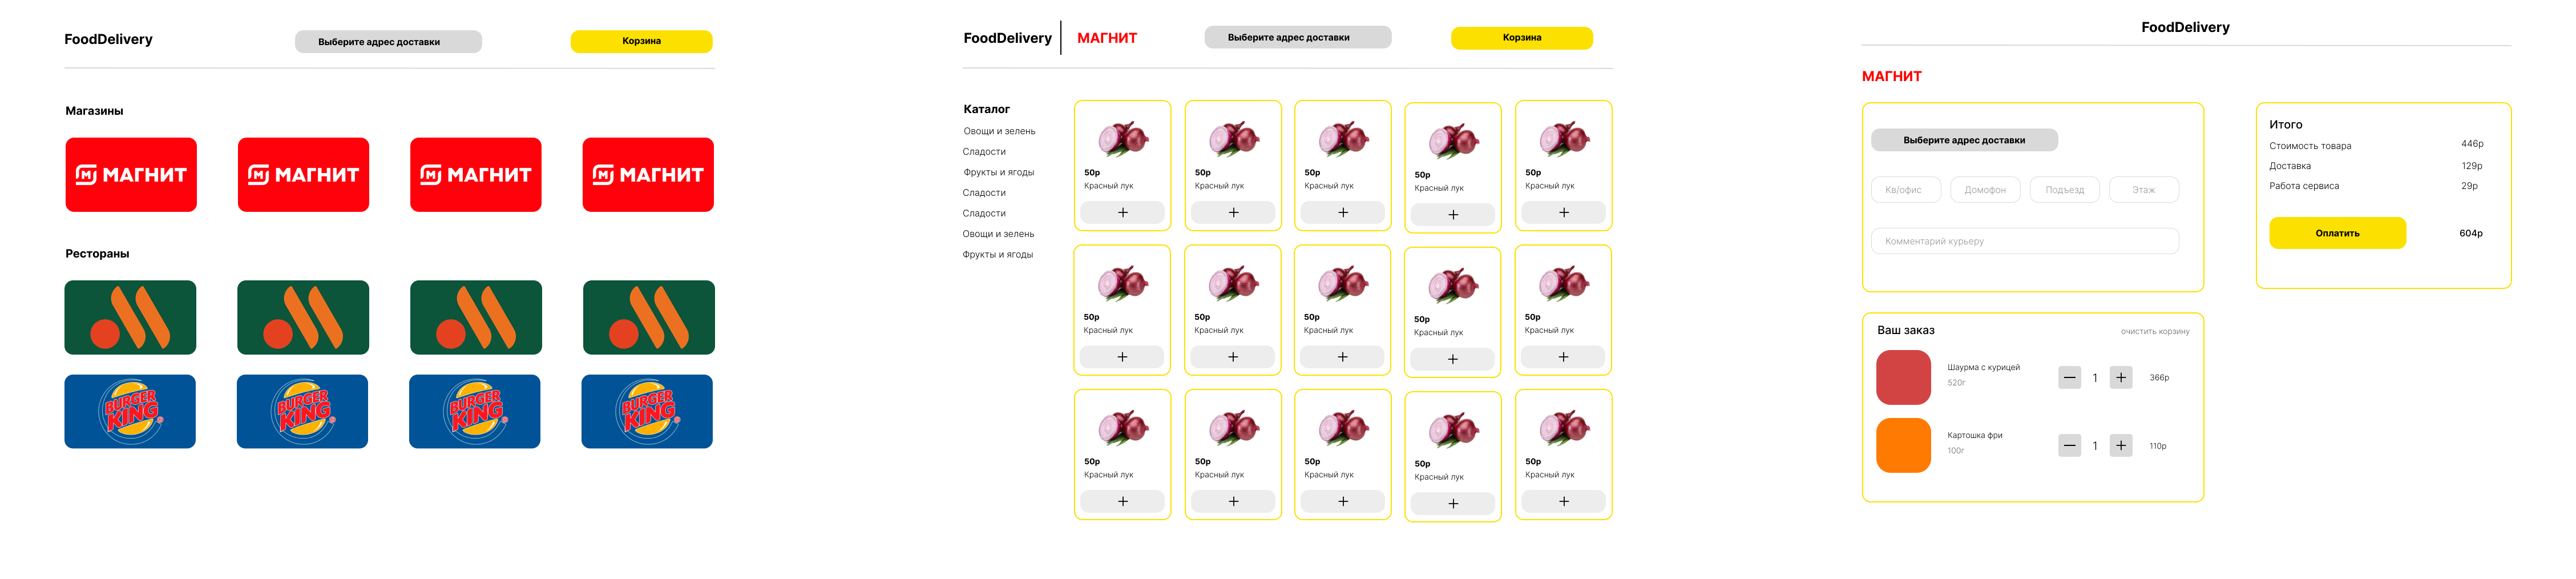 FoodDelivery
Выберите адрес доставки
Корзина
Магазины
М МАГНИТ
М МАГНИТ
М МАГНИТ
М МАГНИТ
Рестораны
BURGER KING
BURGER KING
BURGER KING
BURGER KING
FoodDelivery
МАГНИТ
Выберите адрес доставки
Корзина
Каталог
Овощи и зелень
Сладости
Фрукты и ягоды
Сладости
Сладости
Овощи и зелень
Фрукты и ягоды
50р
Красный лук
+
50р
Красный лук
+
50р
Красный лук
+
50р
Красный лук
+
50р
Красный лук
+
50р
Красный лук
+
50р
Красный лук
+
50р
Красный лук
+
50р
Красный лук
+
50р
Красный лук
+
50р
Красный лук
+
50р
Красный лук
+
50р
Красный лук
+
50р
Красный лук
+
50р
Красный лук
+
FoodDelivery
МАГНИТ
Выберите адрес доставки
Кв/офис
Домофон
Подъезд
Этаж
Комментарий курьеру
Итого
Стоимость товара 446р
Доставка 129р
Работа сервиса 29р
Оплатить 604р
Ваш заказ
очистить корзину
Шаурма с курицей
520г
— 1 + 366р
Картошка фри
100г
— 1 + 110р